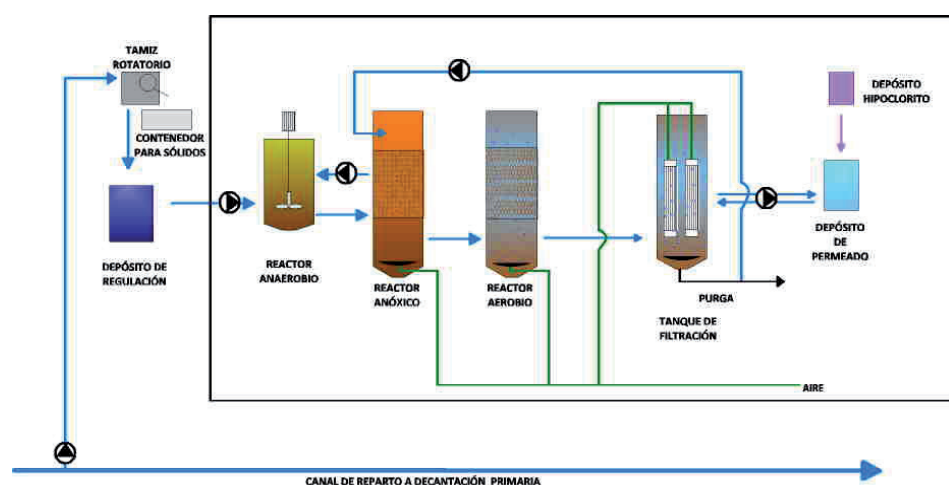 TAMIZ
ROTATORIO
CONTENEDOR
PARA SÓLIDOS
DEPÓSITO DE
REGULACIÓN
REACTOR
ANAEROBIO
REACTOR
ANÓXICO
REACTOR
AEROBIO
PURGA
TANQUE DE
FILTRACIÓN
DEPÓSITO
HIPOCLORITO
DEPÓSITO
DE
PERMEADO
AIRE
CANAL DE REPARTO A DECANTACIÓN PRIMARIA